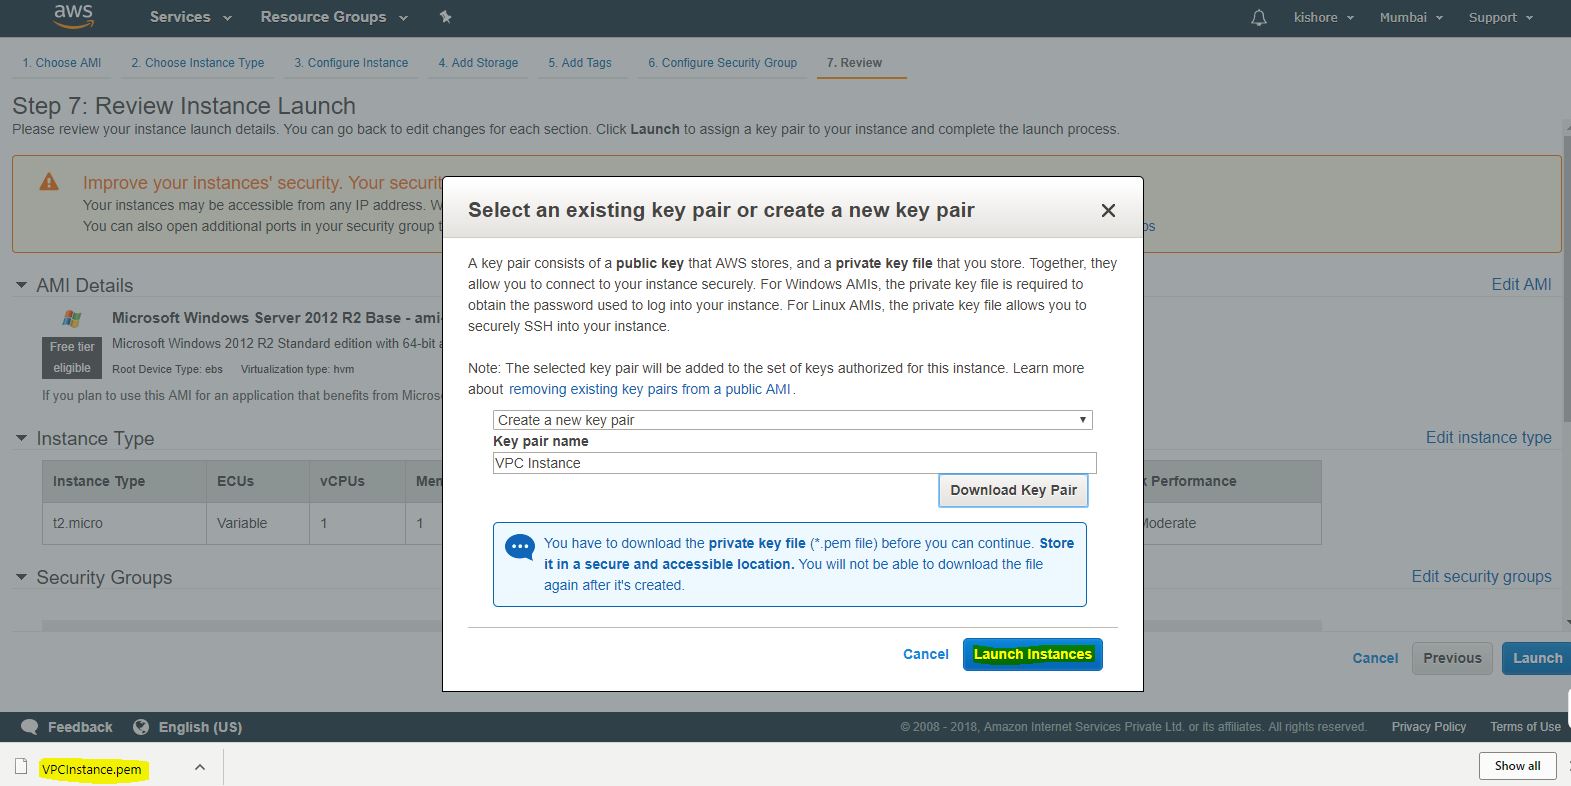 aws Services Resource Groups kishore Mumbai Support
1. Choose AMI 2. Choose Instance Type 3. Configure Instance 4. Add Storage 5. Add Tags 6. Configure Security Group 7. Review
Step 7: Review Instance Launch
Please review your instance launch details. You can go back to edit changes for each section. Click Launch to assign a key pair to your instance and complete the launch process.
Improve your instances' security. Your securit
Your instances may be accessible from any IP address. W
You can also open additional ports in your security group t
AMI Details Edit AMI
Microsoft Windows Server 2012 R2 Base - ami-
Free tier eligible
Microsoft Windows 2012 R2 Standard edition with 64-bit a
Root Device Type: ebs Virtualization type: hvm
If you plan to use this AMI for an application that benefits from Micros
Instance Type Edit instance type
Instance Type ECUs vCPUs Mem Performance
t2.micro Variable 1 1 Moderate
Security Groups Edit security groups
Cancel Previous Launch
Select an existing key pair or create a new key pair
A key pair consists of a public key that AWS stores, and a private key file that you store. Together, they
allow you to connect to your instance securely. For Windows AMIs, the private key file is required to
obtain the password used to log into your instance. For Linux AMIs, the private key file allows you to
securely SSH into your instance.
Note: The selected key pair will be added to the set of keys authorized for this instance. Learn more
about removing existing key pairs from a public AMI .
Create a new key pair
Key pair name
VPC Instance
Download Key Pair
You have to download the private key file (*.pem file) before you can continue. Store
it in a secure and accessible location. You will not be able to download the file
again after it's created.
Cancel Launch Instances
Feedback English (US) © 2008 - 2018, Amazon Internet Services Private Ltd. or its affiliates. All rights reserved. Privacy Policy Terms of Use
VPCInstance.pem Show all